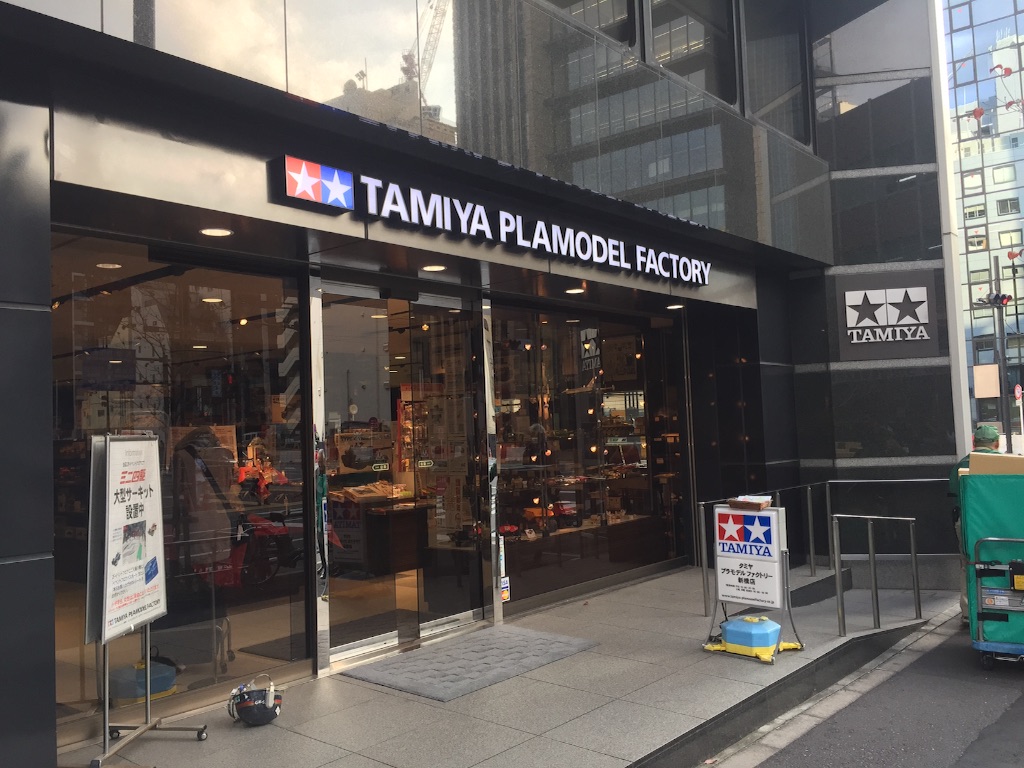 TAMIYA PLAMODEL FACTORY
TAMIYA
ミニ四駆
大型サーキット
設置中
TAMIYA PLAMODEL FACTORY
TAMIYA
タミヤ
プラモデル ファクトリー
新橋店